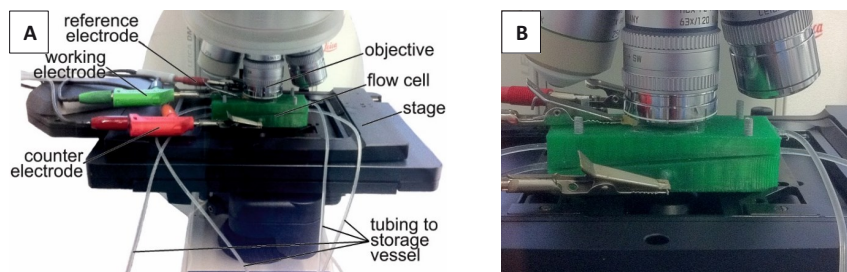 A
reference
electrode
working
electrode
counter
electrode
objective
flow cell
stage
tubing to
storage
vessel
B
63X/1.20